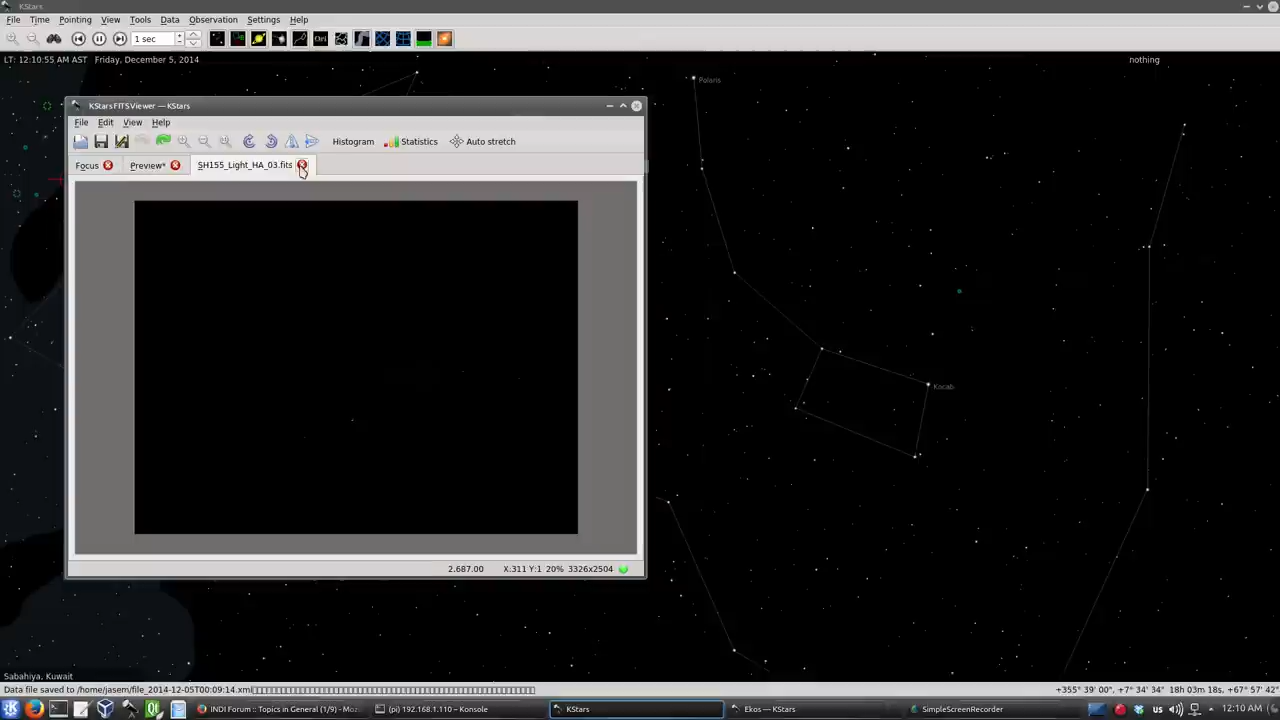 KStars
File Time Pointing View Tools Data Observation Settings Help
1 sec
LT: 12:10:55 AM AST Friday, December 5, 2014
nothing
Polaris
KStars FITS Viewer — KStars
File Edit View Help
Histogram Statistics Auto stretch
Focus Preview* SH155_Light_HA_03.fits
Kocab
2.687.00 X:311 Y:1 20% 3326x2504
Sabahiya, Kuwait
Data file saved to /home/jasem/file_2014-12-05T00:09:14.xml
+355° 39' 00", +7° 34' 34" 18h 03m 18s, +67° 57' 42"
INDI Forum :: Topics in General (1/9) - Moz
(pi) 192.168.1.110 — Konsole
KStars
Ekos — KStars
SimpleScreenRecorder
us
12:10 AM